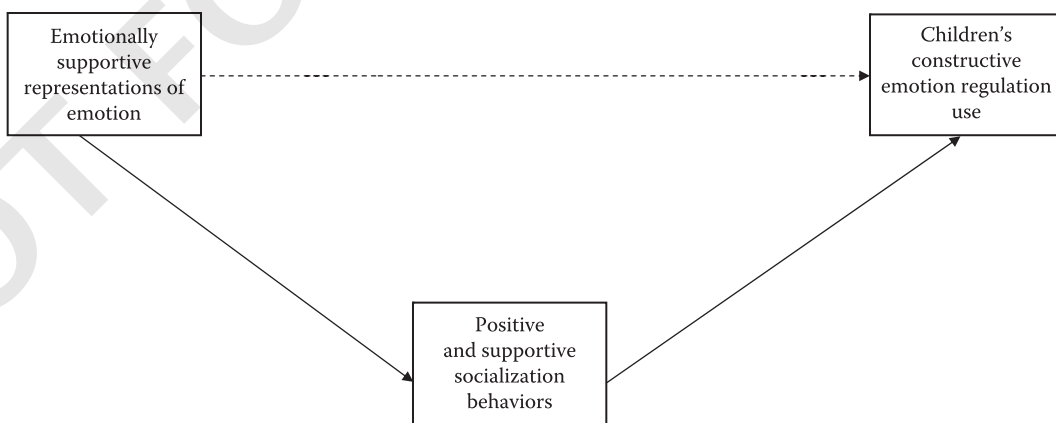 Emotionally
supportive
representations of
emotion
Children's
constructive
emotion regulation
use
Positive
and supportive
socialization
behaviors